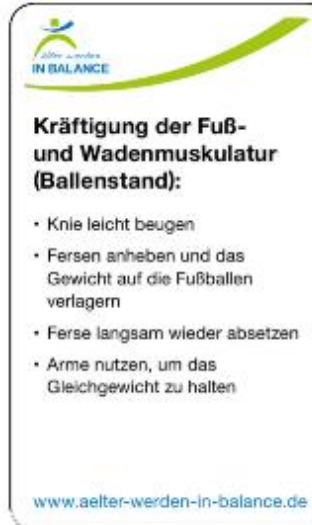 älter werden
IN BALANCE
Kräftigung der Fuß-
und Wadenmuskulatur
(Ballenstand):
• Knie leicht beugen
• Fersen anheben und das
Gewicht auf die Fußballen
verlagern
• Ferse langsam wieder absetzen
• Arme nutzen, um das
Gleichgewicht zu halten
www.aelter-werden-in-balance.de